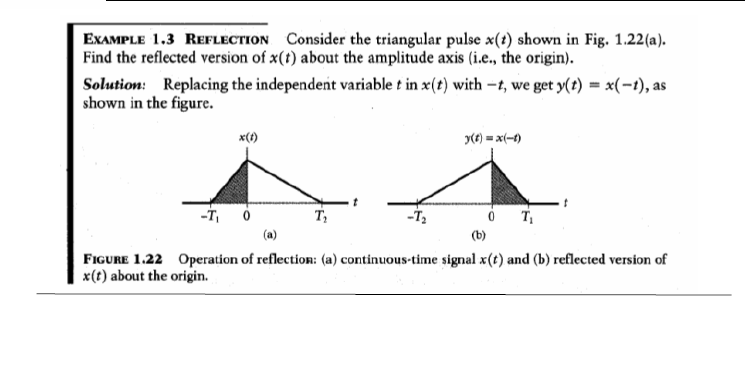 EXAMPLE 1.3 REFLECTION Consider the triangular pulse x(t) shown in Fig. 1.22(a).
Find the reflected version of x(t) about the amplitude axis (i.e., the origin).
Solution: Replacing the independent variable t in x(t) with −t, we get y(t) = x(−t), as
shown in the figure.
x(t)
y(t) = x(−t)
−T₁ 0 T₂ t
−T₂ 0 T₁ t
(a)
(b)
FIGURE 1.22 Operation of reflection: (a) continuous-time signal x(t) and (b) reflected version of
x(t) about the origin.